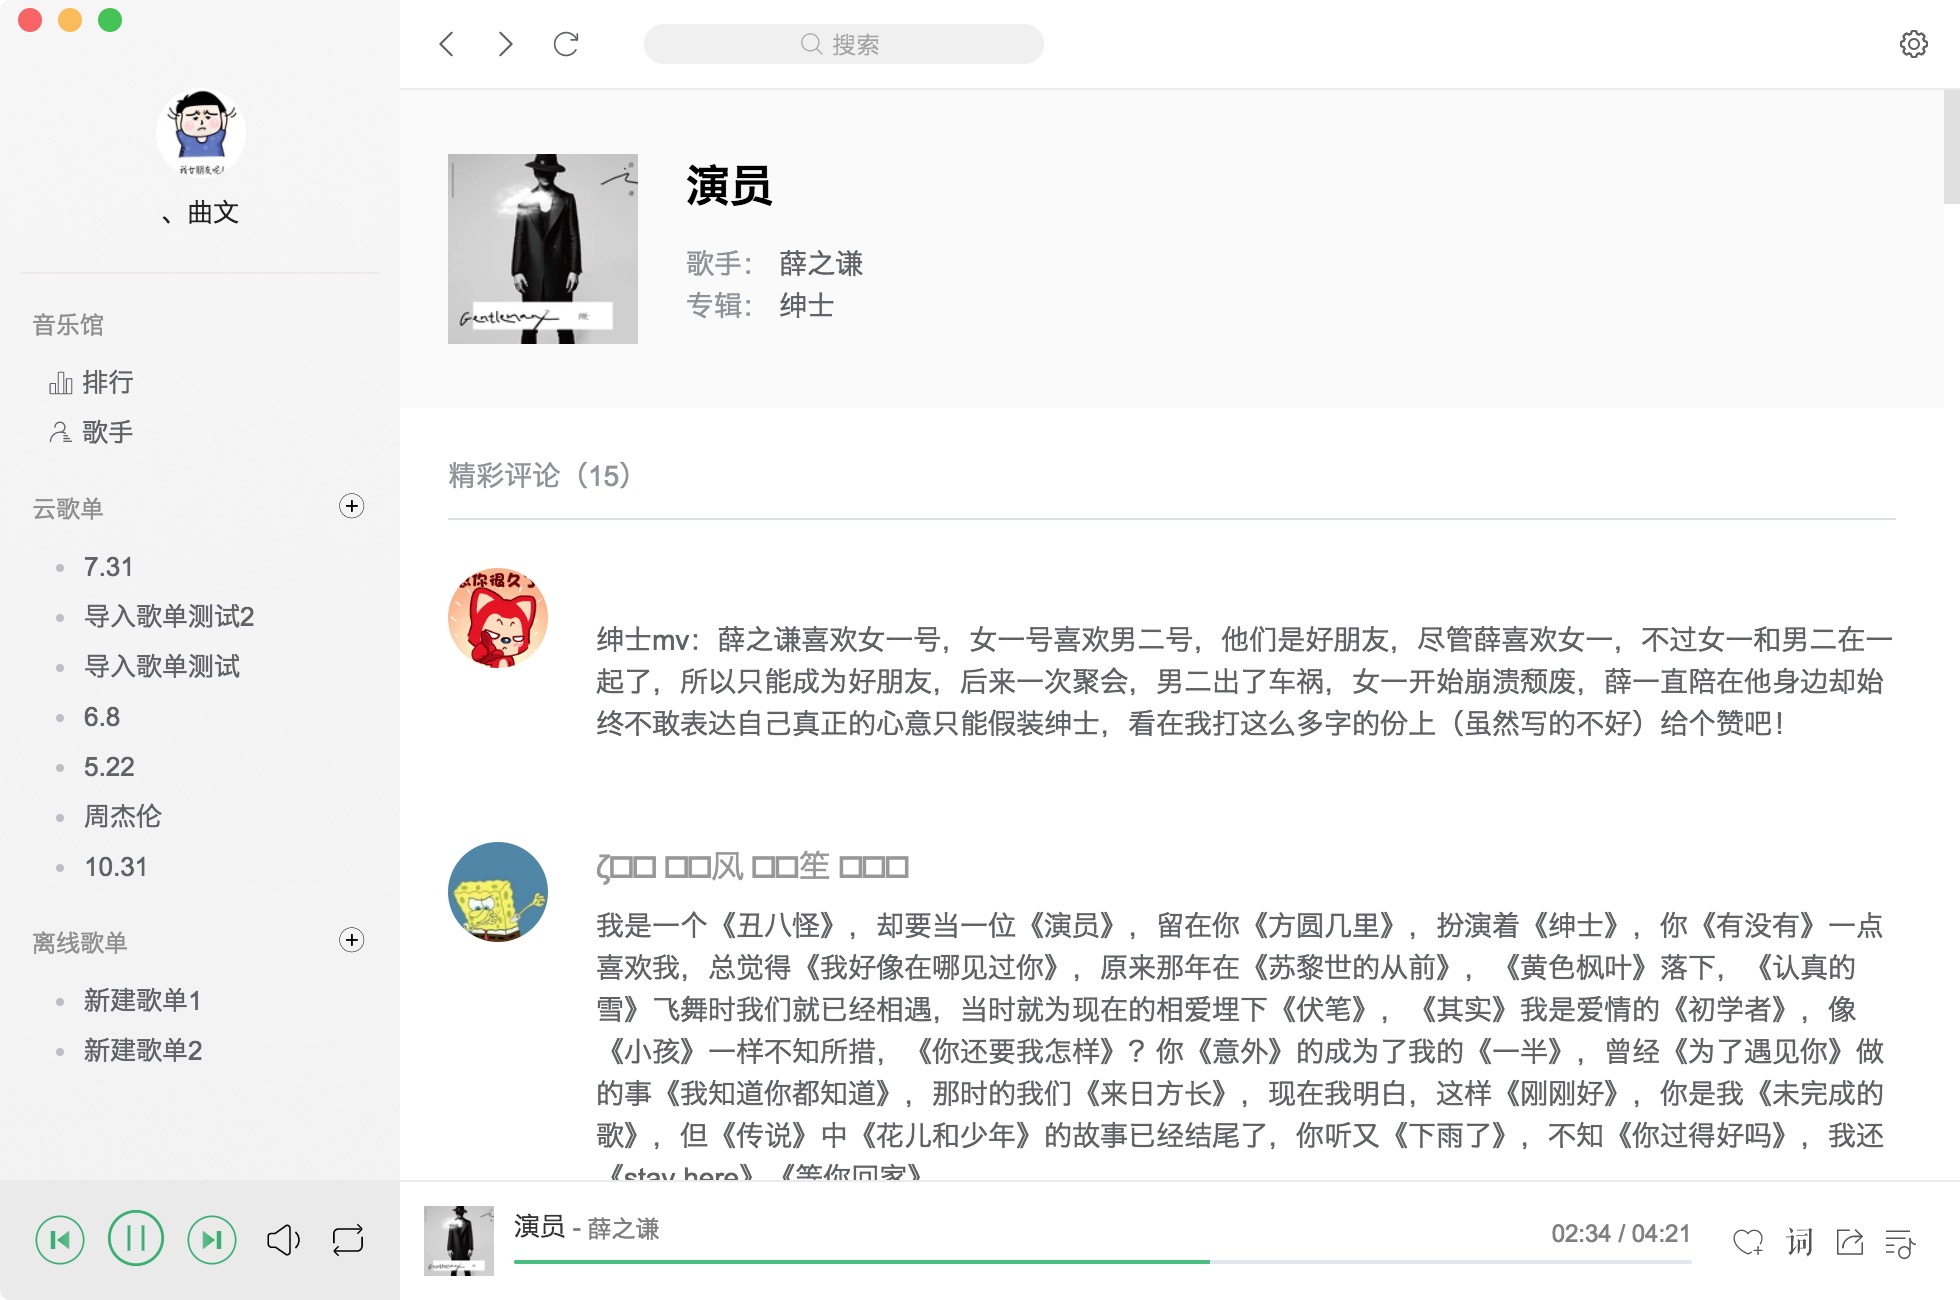 搜索
我女朋友呢!
、曲文
音乐馆
排行
歌手
云歌单
7.31
导入歌单测试2
导入歌单测试
6.8
5.22
周杰伦
10.31
离线歌单
新建歌单1
新建歌单2
演员
歌手： 薛之谦
专辑： 绅士
Gentleman
精彩评论（15）
你很久了
绅士mv：薛之谦喜欢女一号，女一号喜欢男二号，他们是好朋友，尽管薛喜欢女一，不过女一和男二在一
起了，所以只能成为好朋友，后来一次聚会，男二出了车祸，女一开始崩溃颓废，薛一直陪在他身边却始
终不敢表达自己真正的心意只能假装绅士，看在我打这么多字的份上（虽然写的不好）给个赞吧！
ζ□□ □□风 □□笙 □□□
我是一个《丑八怪》，却要当一位《演员》，留在你《方圆几里》，扮演着《绅士》，你《有没有》一点
喜欢我，总觉得《我好像在哪见过你》，原来那年在《苏黎世的从前》，《黄色枫叶》落下，《认真的
雪》飞舞时我们就已经相遇，当时就为现在的相爱埋下《伏笔》，《其实》我是爱情的《初学者》，像
《小孩》一样不知所措，《你还要我怎样》？你《意外》的成为了我的《一半》，曾经《为了遇见你》做
的事《我知道你都知道》，那时的我们《来日方长》，现在我明白，这样《刚刚好》，你是我《未完成的
歌》，但《传说》中《花儿和少年》的故事已经结尾了，你听又《下雨了》，不知《你过得好吗》，我还
《stay here》《等你回家》
演员 - 薛之谦
02:34 / 04:21
词